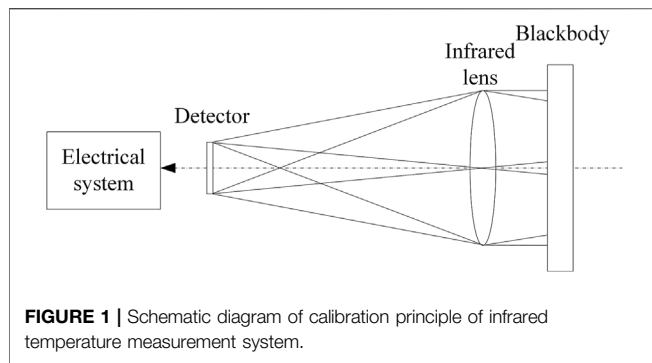 Blackbody
Infrared
lens
Detector
Electrical
system
FIGURE 1 | Schematic diagram of calibration principle of infrared
temperature measurement system.